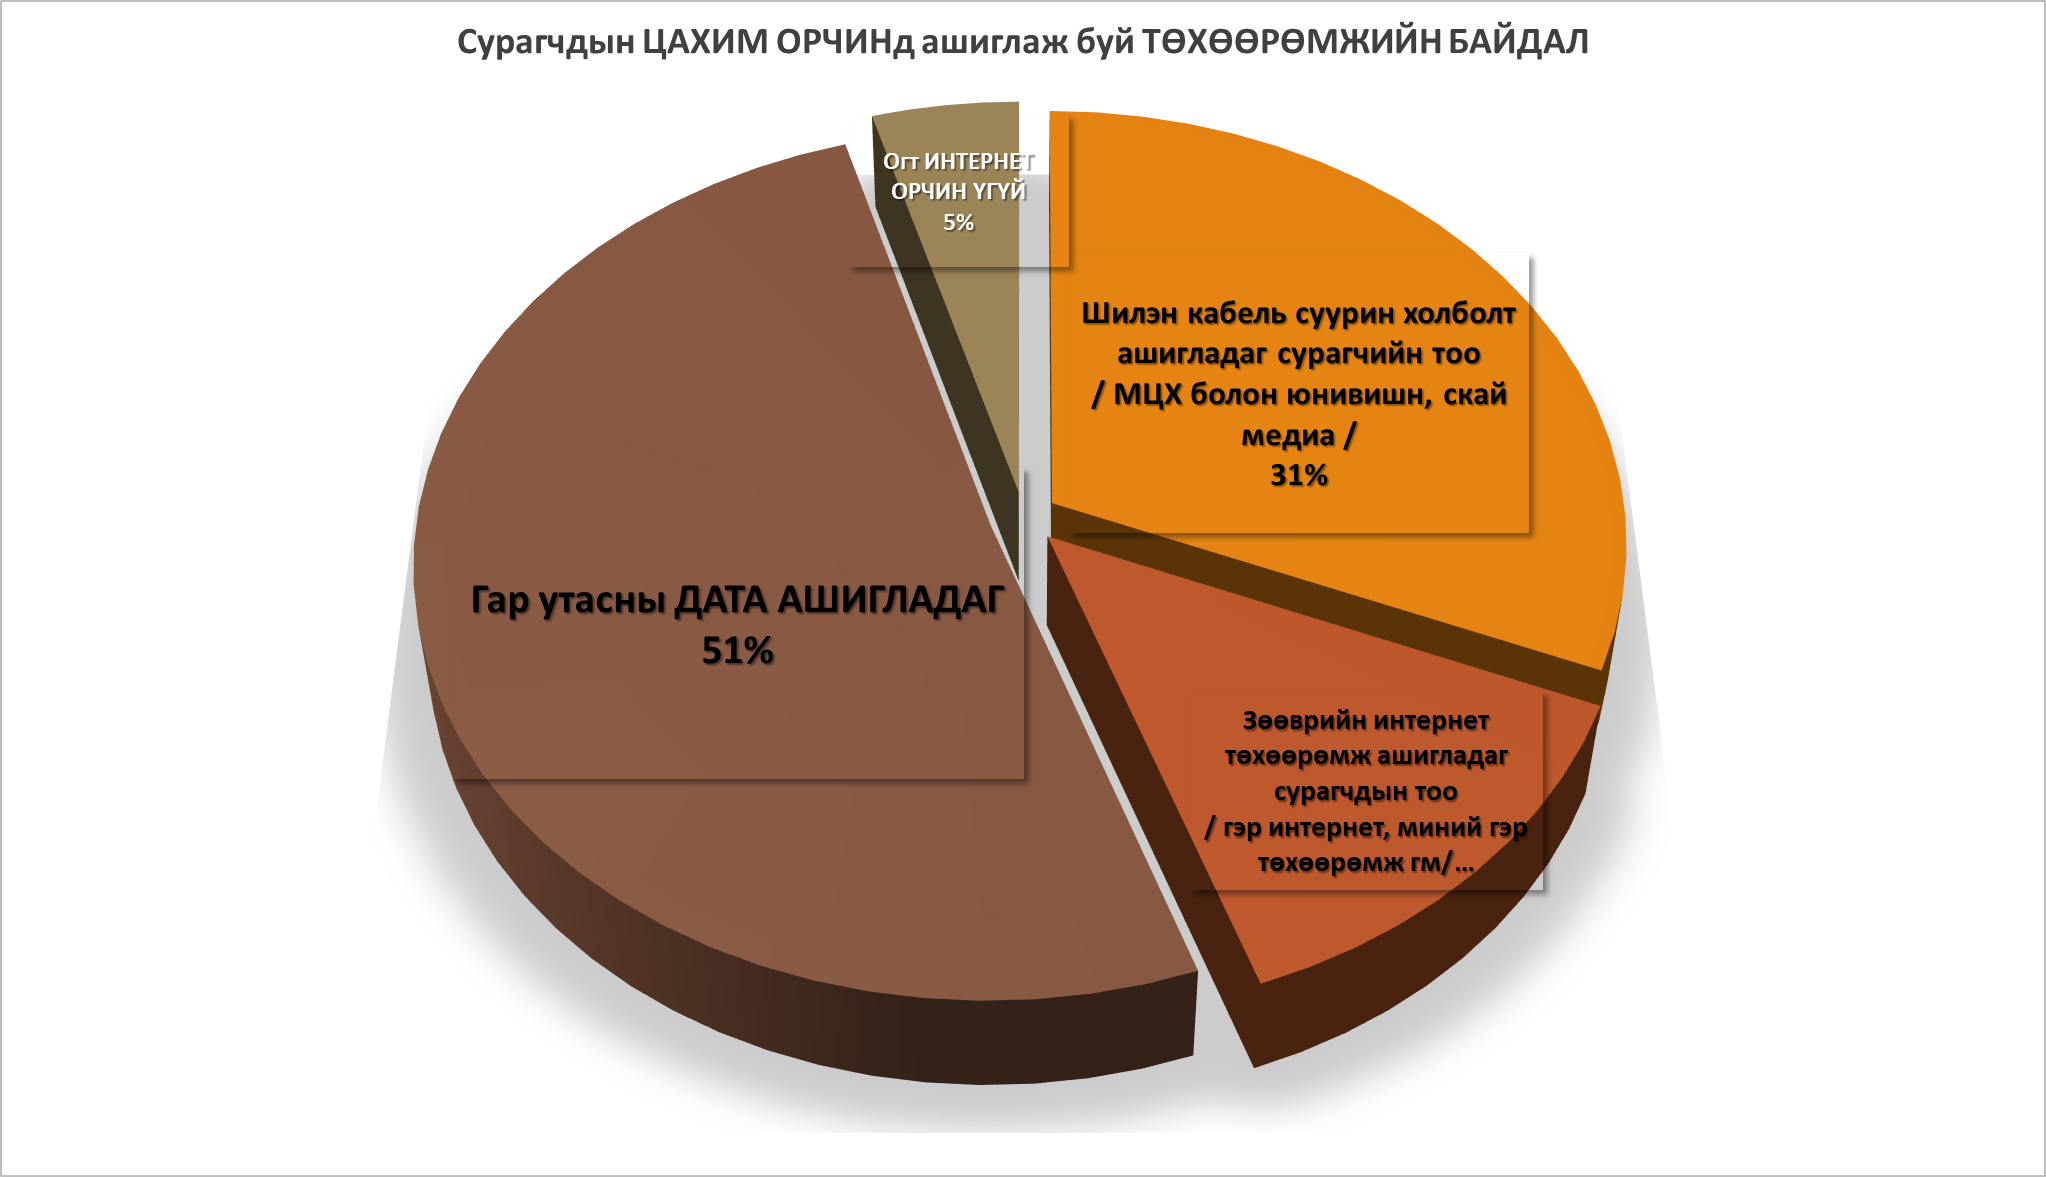 Сурагчдын ЦАХИМ ОРЧИНд ашиглаж буй ТӨХӨӨРӨМЖИЙН БАЙДАЛ
Огт ИНТЕРНЕТ
ОРЧИН ҮГҮЙ
5%
Шилэн кабель суурин холболт
ашигладаг сурагчийн тоо
/ МЦХ болон юнивишн, скай
медиа /
31%
Гар утасны ДАТА АШИГЛАДАГ
51%
Зөөврийн интернет
төхөөрөмж ашигладаг
сурагчдын тоо
/ гэр интернет, миний гэр
төхөөрөмж гм/...